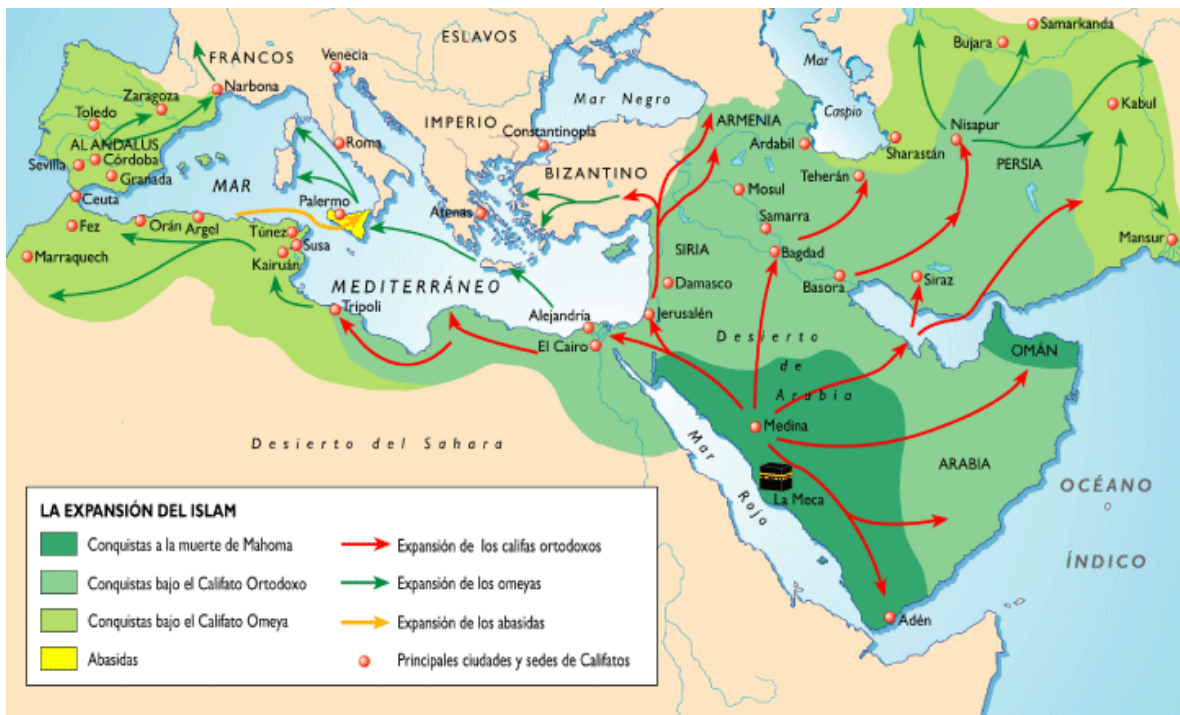 ESLAVOS
FRANCOS
Venecia
Narbona
Zaragoza
Toledo
AL ANDALUS
Sevilla
Córdoba
Granada
Ceuta
MAR
Roma
IMPERIO
Constantinopla
BIZANTINO
Mar Negro
Mar
Caspio
Samarkanda
Bujara
Kabul
Nisapur
ARMENIA
Ardabil
Sharastán
PERSIA
Teherán
Mosul
Samarra
Palermo
Atenas
Fez
Orán
Argel
Túnez
Susa
Kairuán
Marraquech
MEDITERRÁNEO
Trípoli
SIRIA
Bagdad
Damasco
Basora
Siraz
Mansur
Alejandría
Jerusalén
El Cairo
Desierto
de
Arabia
OMÁN
Medina
Mar
Rojo
La Meca
ARABIA
Desierto del Sahara
OCÉANO
ÍNDICO
Adén
LA EXPANSIÓN DEL ISLAM
Conquistas a la muerte de Mahoma
Conquistas bajo el Califato Ortodoxo
Conquistas bajo el Califato Omeya
Abasidas
Expansión de los califas ortodoxos
Expansión de los omeyas
Expansión de los abasidas
Principales ciudades y sedes de Califatos